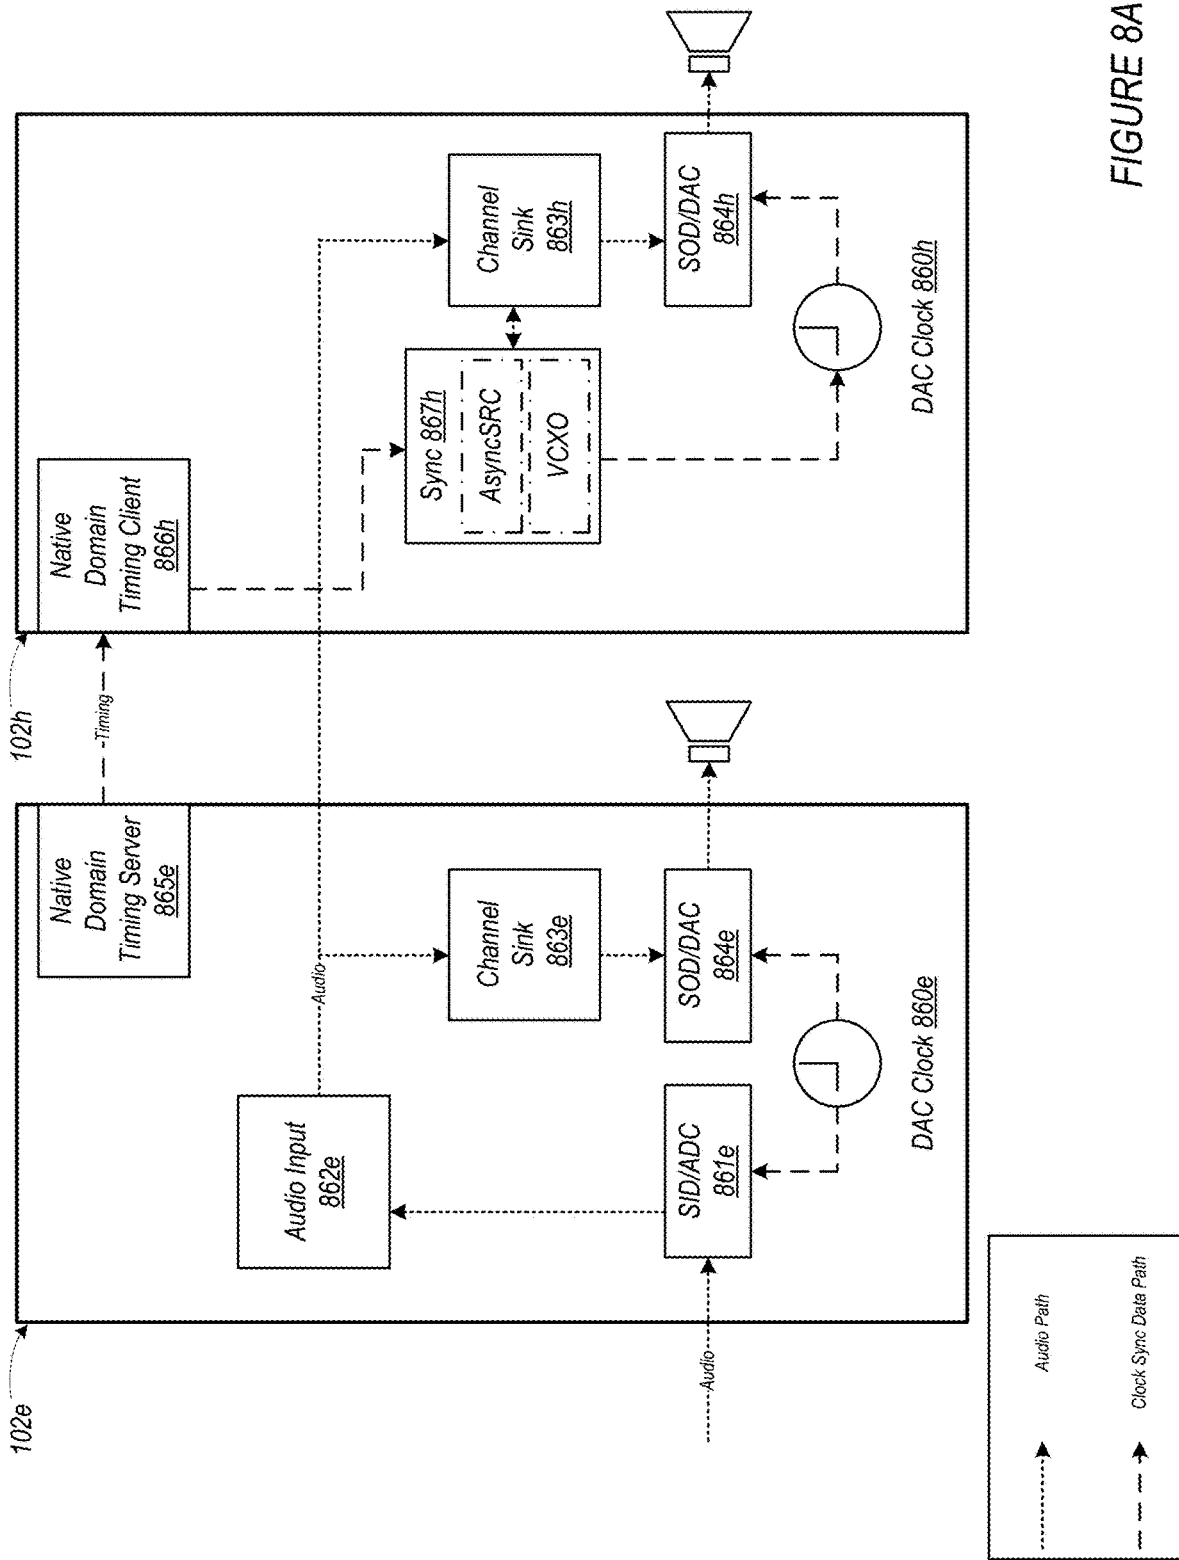 102e
Native
Domain
Timing Server
865e
Timing
Audio Input
862e
Audio
Channel
Sink
863e
Audio
SID/ADC
861e
SOD/DAC
864e
DAC Clock 860e
102h
Native
Domain
Timing Client
866h
Sync 867h
AsyncSRC
VCXO
Channel
Sink
863h
SOD/DAC
864h
DAC Clock 860h
Audio Path
Clock Sync Data Path
FIGURE 8A